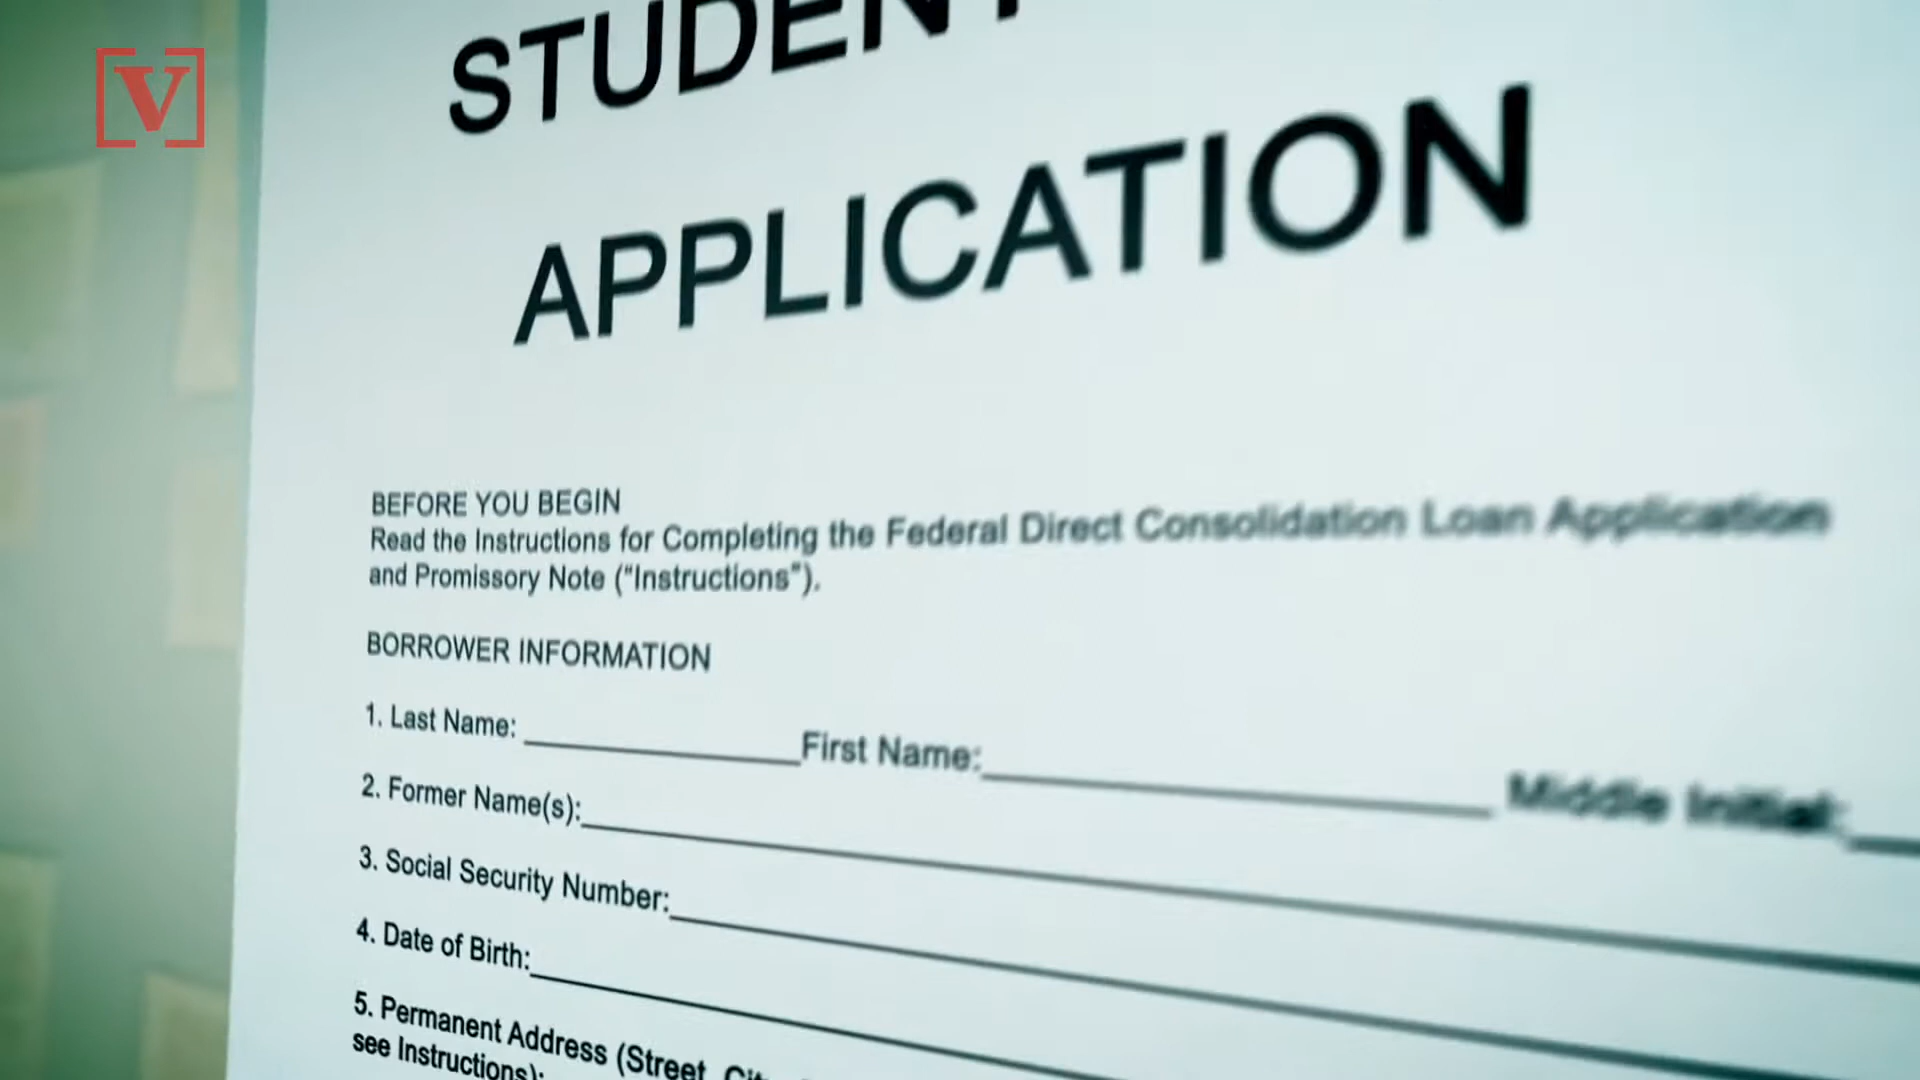 V
STUDENT
APPLICATION
BEFORE YOU BEGIN
Read the Instructions for Completing the Federal Direct Consolidation Loan Application
and Promissory Note (“Instructions”).
BORROWER INFORMATION
1. Last Name: First Name: Middle Initial:
2. Former Name(s):
3. Social Security Number:
4. Date of Birth:
5. Permanent Address (Street,
see Instructions):